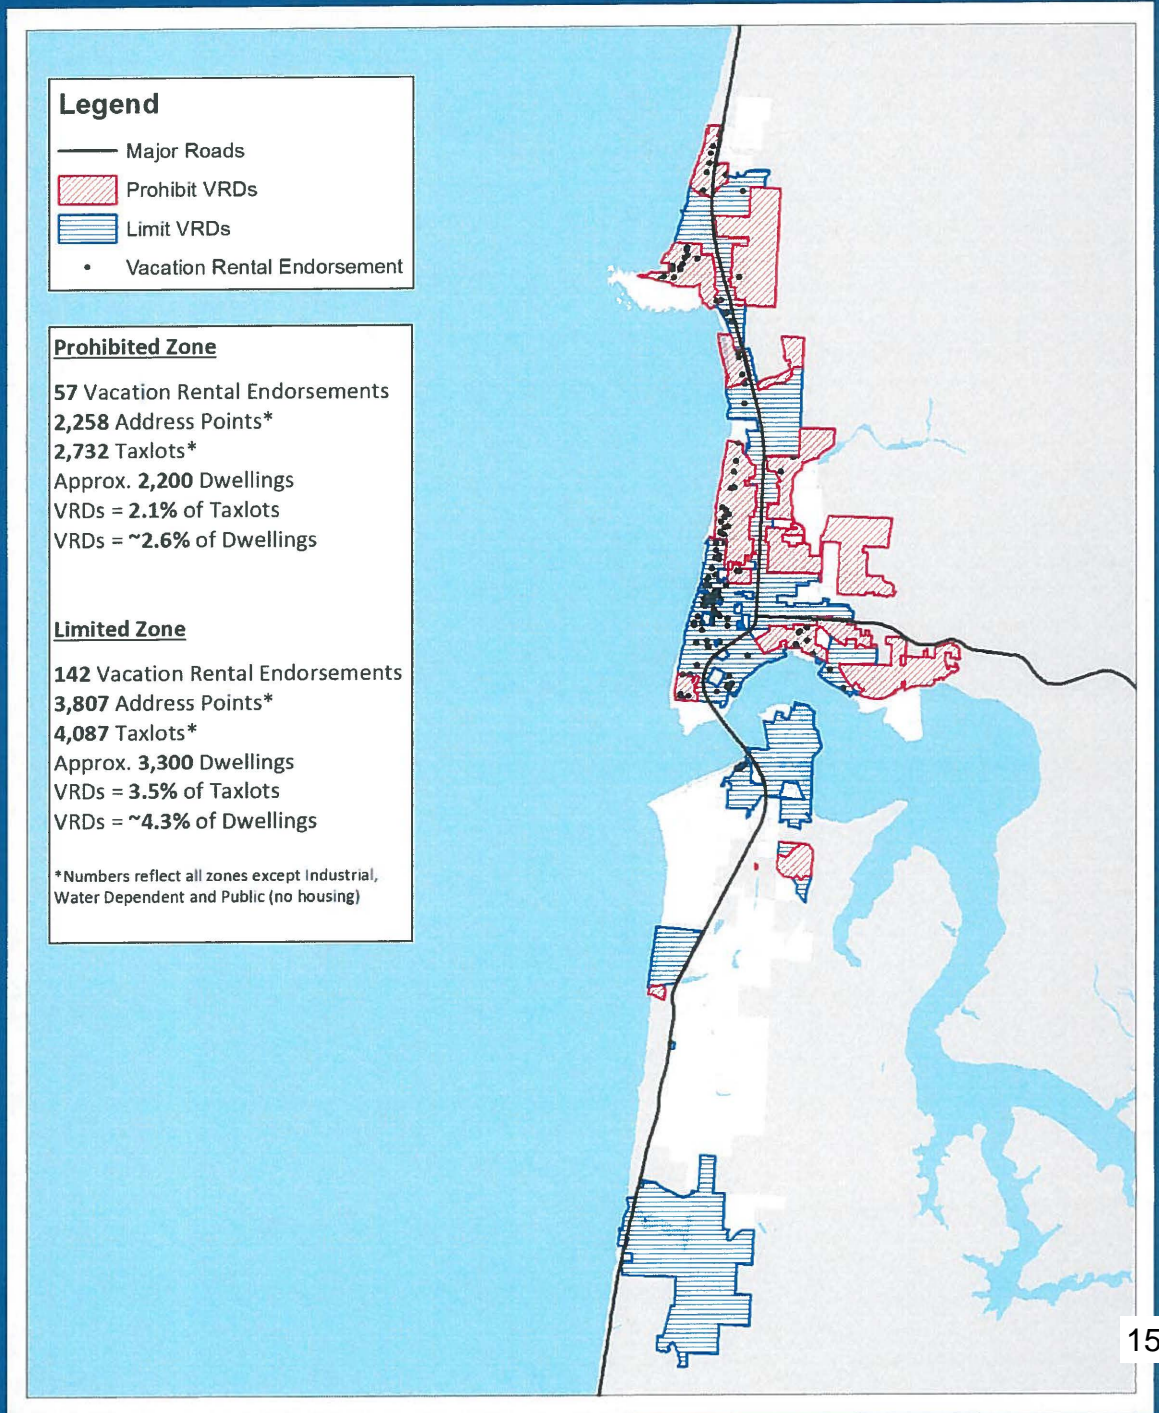 Legend
Major Roads
Prohibit VRDs
Limit VRDs
Vacation Rental Endorsement
Prohibited Zone
57 Vacation Rental Endorsements
2,258 Address Points*
2,732 Taxlots*
Approx. 2,200 Dwellings
VRDs = 2.1% of Taxlots
VRDs = ~2.6% of Dwellings
Limited Zone
142 Vacation Rental Endorsements
3,807 Address Points*
4,087 Taxlots*
Approx. 3,300 Dwellings
VRDs = 3.5% of Taxlots
VRDs = ~4.3% of Dwellings
*Numbers reflect all zones except Industrial,
Water Dependent and Public (no housing)
15